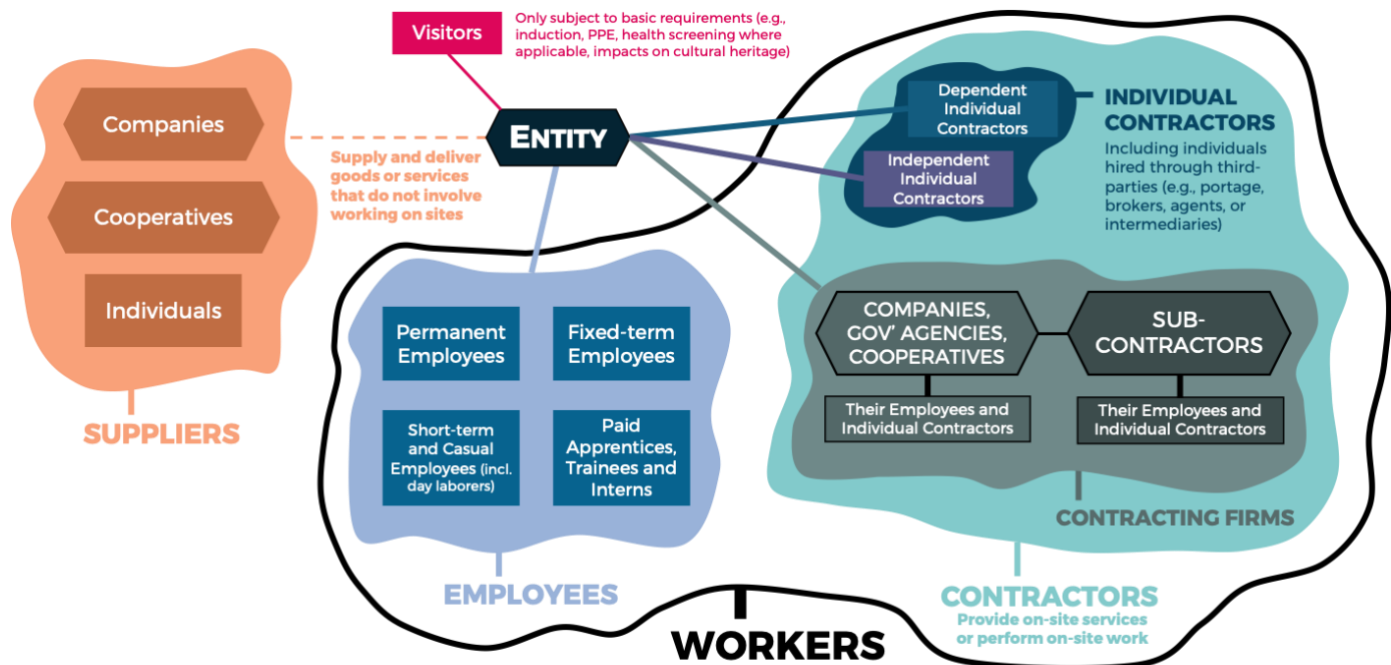 Visitors
Only subject to basic requirements (e.g.,
induction, PPE, health screening where
applicable, impacts on cultural heritage)
Companies
Cooperatives
Individuals
SUPPLIERS
Supply and deliver
goods or services
that do not involve
working on sites
ENTITY
Dependent
Individual
Contractors
Independent
Individual
Contractors
INDIVIDUAL
CONTRACTORS
Including individuals
hired through third-
parties (e.g., portage,
brokers, agents, or
intermediaries)
Permanent
Employees
Fixed-term
Employees
Short-term
and Casual
Employees (incl.
day laborers)
Paid
Apprentices,
Trainees and
Interns
EMPLOYEES
COMPANIES,
GOV' AGENCIES,
COOPERATIVES
SUB-
CONTRACTORS
Their Employees and
Individual Contractors
Their Employees and
Individual Contractors
CONTRACTING FIRMS
CONTRACTORS
Provide on-site services
or perform on-site work
WORKERS